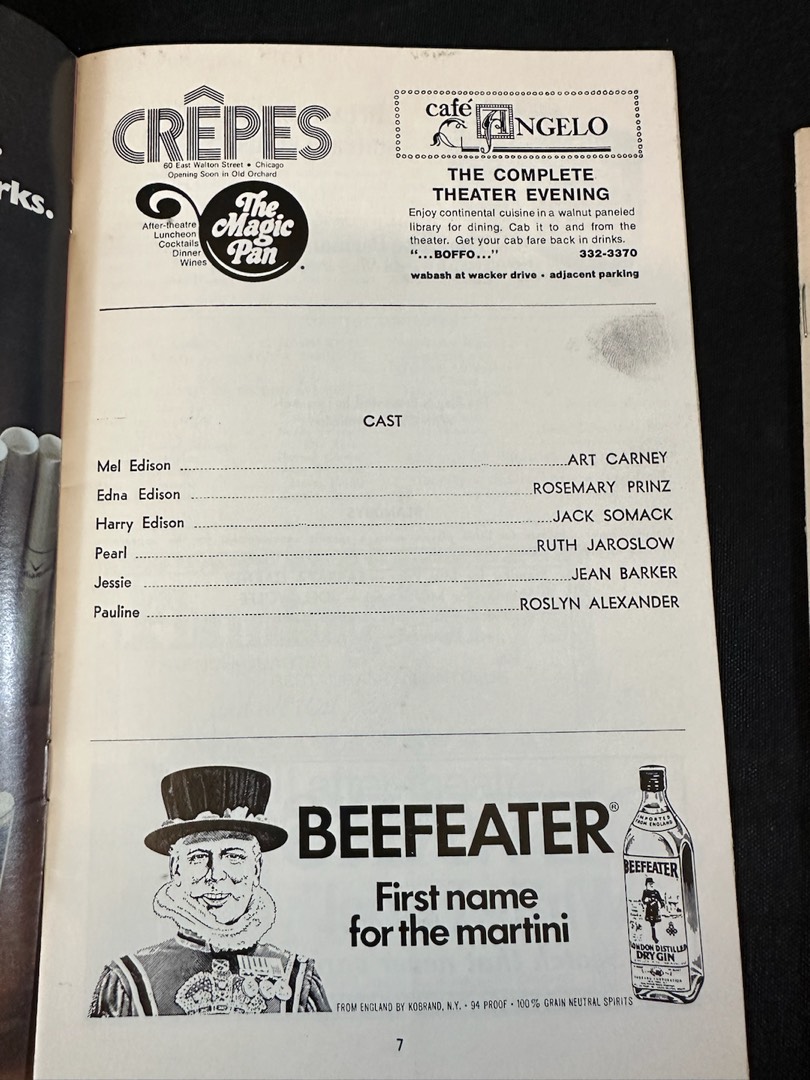 rks.
CRÊPES
60 East Walton Street • Chicago
Opening Soon in Old Orchard
After-theatre
Luncheon
Cocktails
Dinner
Wines
The
Magic
Pan
café ANGELO
THE COMPLETE
THEATER EVENING
Enjoy continental cuisine in a walnut paneled
library for dining. Cab it to and from the
theater. Get your cab fare back in drinks.
"...BOFFO..." 332-3370
wabash at wacker drive • adjacent parking
CAST
Mel Edison ........ ART CARNEY
Edna Edison ........ ROSEMARY PRINZ
Harry Edison ........ JACK SOMACK
Pearl ........ RUTH JAROSLOW
Jessie ........ JEAN BARKER
Pauline ........ ROSLYN ALEXANDER
BEEFEATER®
First name
for the martini
IMPORTED
FROM ENGLAND
BEEFEATER
LONDON DISTILLED
DRY GIN
FROM ENGLAND BY KOBRAND, N.Y. • 94 PROOF • 100% GRAIN NEUTRAL SPIRITS
7